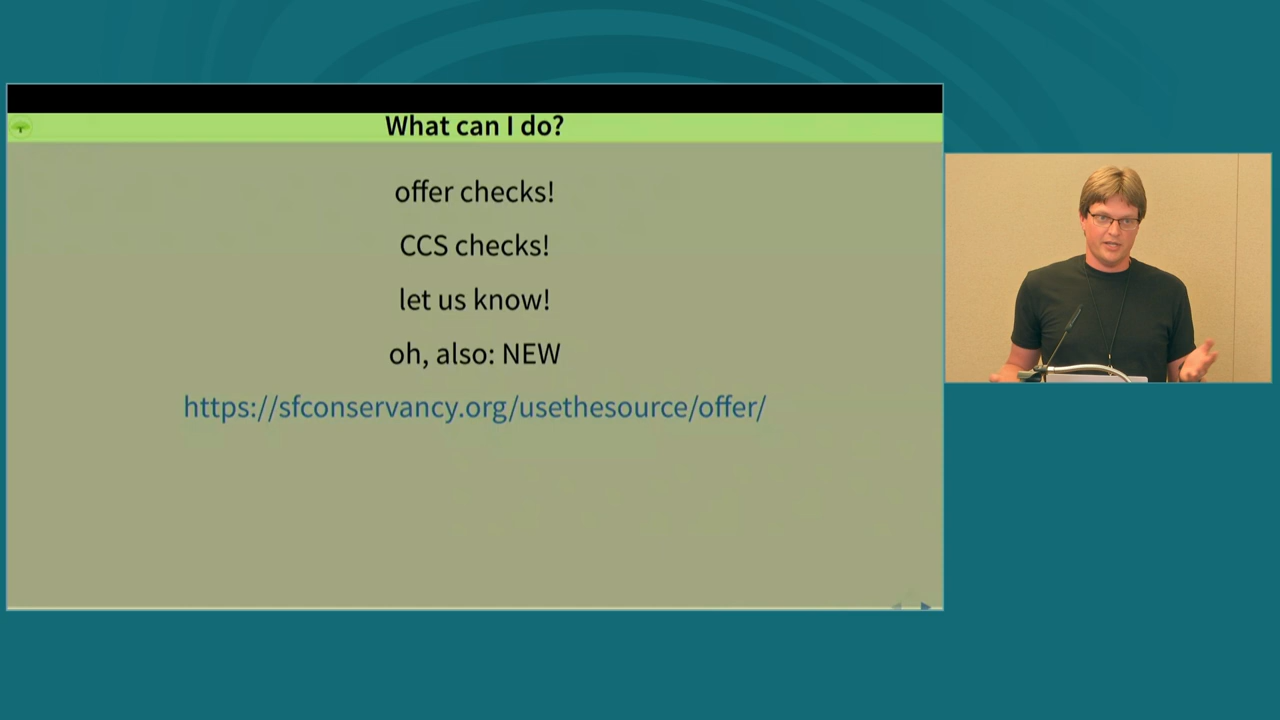 What can I do?
offer checks!
CCS checks!
let us know!
oh, also: NEW
https://sfconservancy.org/usethesource/offer/